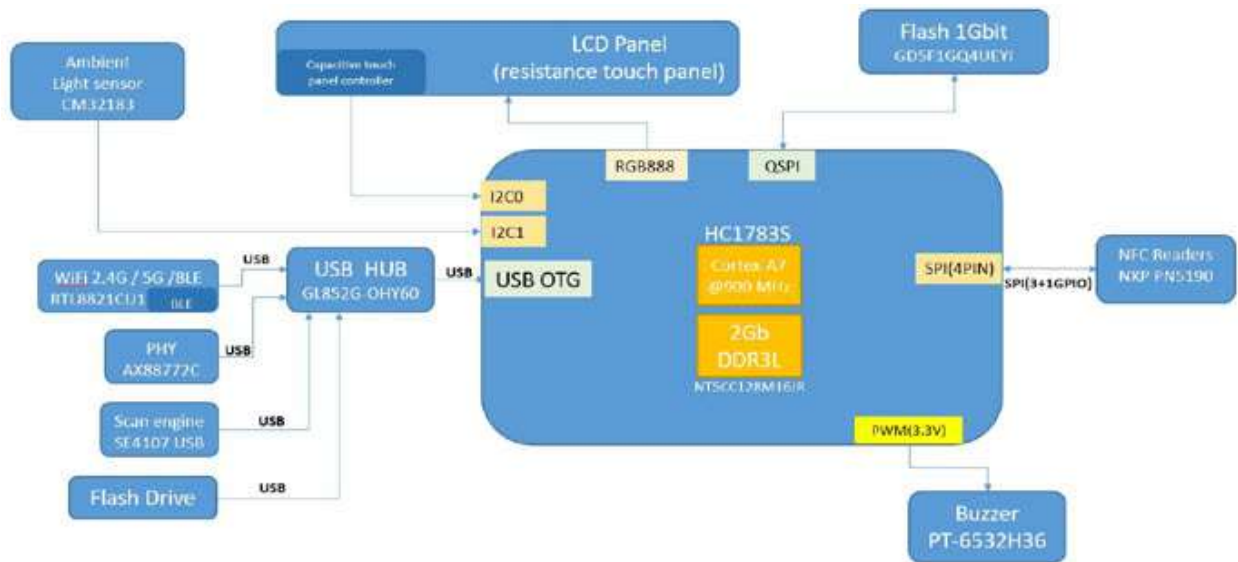 LCD Panel
(resistance touch panel)
Capacitive touch
panel controller
Flash 1Gbit
GD5F1GQ4UEYI
Ambient
Light sensor
CM32183
RGB888
QSPI
I2C0
I2C1
USB OTG
HC1783S
Cortex A7
@900 MHz
2Gb
DDR3L
SPI(4PIN)
SPI(3+1GPIO)
NFC Readers
NXP PN5190
USB
WiFi 2.4G / 5G /BLE
BLE
USB HUB
GL852G-OHY60
USB
PHY
AX88772C
USB
Scan engine
SE4107 USB
USB
Flash Drive
USB
PWM(3.3V)
Buzzer
PT-6532H36